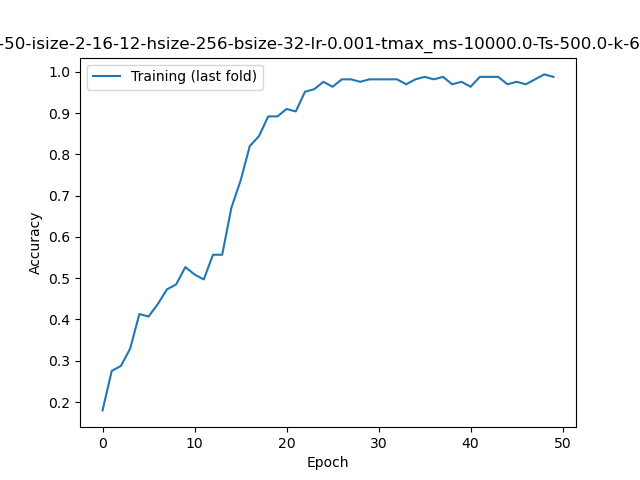 -50-isize-2-16-12-hsize-256-bsize-32-lr-0.001-tmax_ms-10000.0-Ts-500.0-k-6
Training (last fold)
1.0
0.9
0.8
0.7
0.6
0.5
0.4
0.3
0.2
Accuracy
0 10 20 30 40 50
Epoch